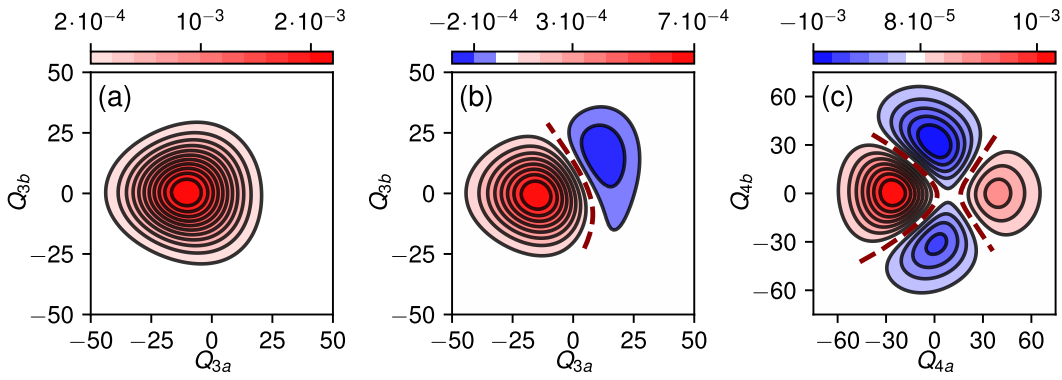 2·10⁻⁴ 10⁻³ 2·10⁻³
−2·10⁻⁴ 3·10⁻⁴ 7·10⁻⁴
−10⁻³ 8·10⁻⁵ 10⁻³
(a)
50
25
0
−25
−50
Q₃b
−50 −25 0 25 50
Q₃a
(b)
50
25
0
−25
−50
Q₃b
−50 −25 0 25 50
Q₃a
(c)
60
30
0
−30
−60
Q₄b
−60 −30 0 30 60
Q₄a